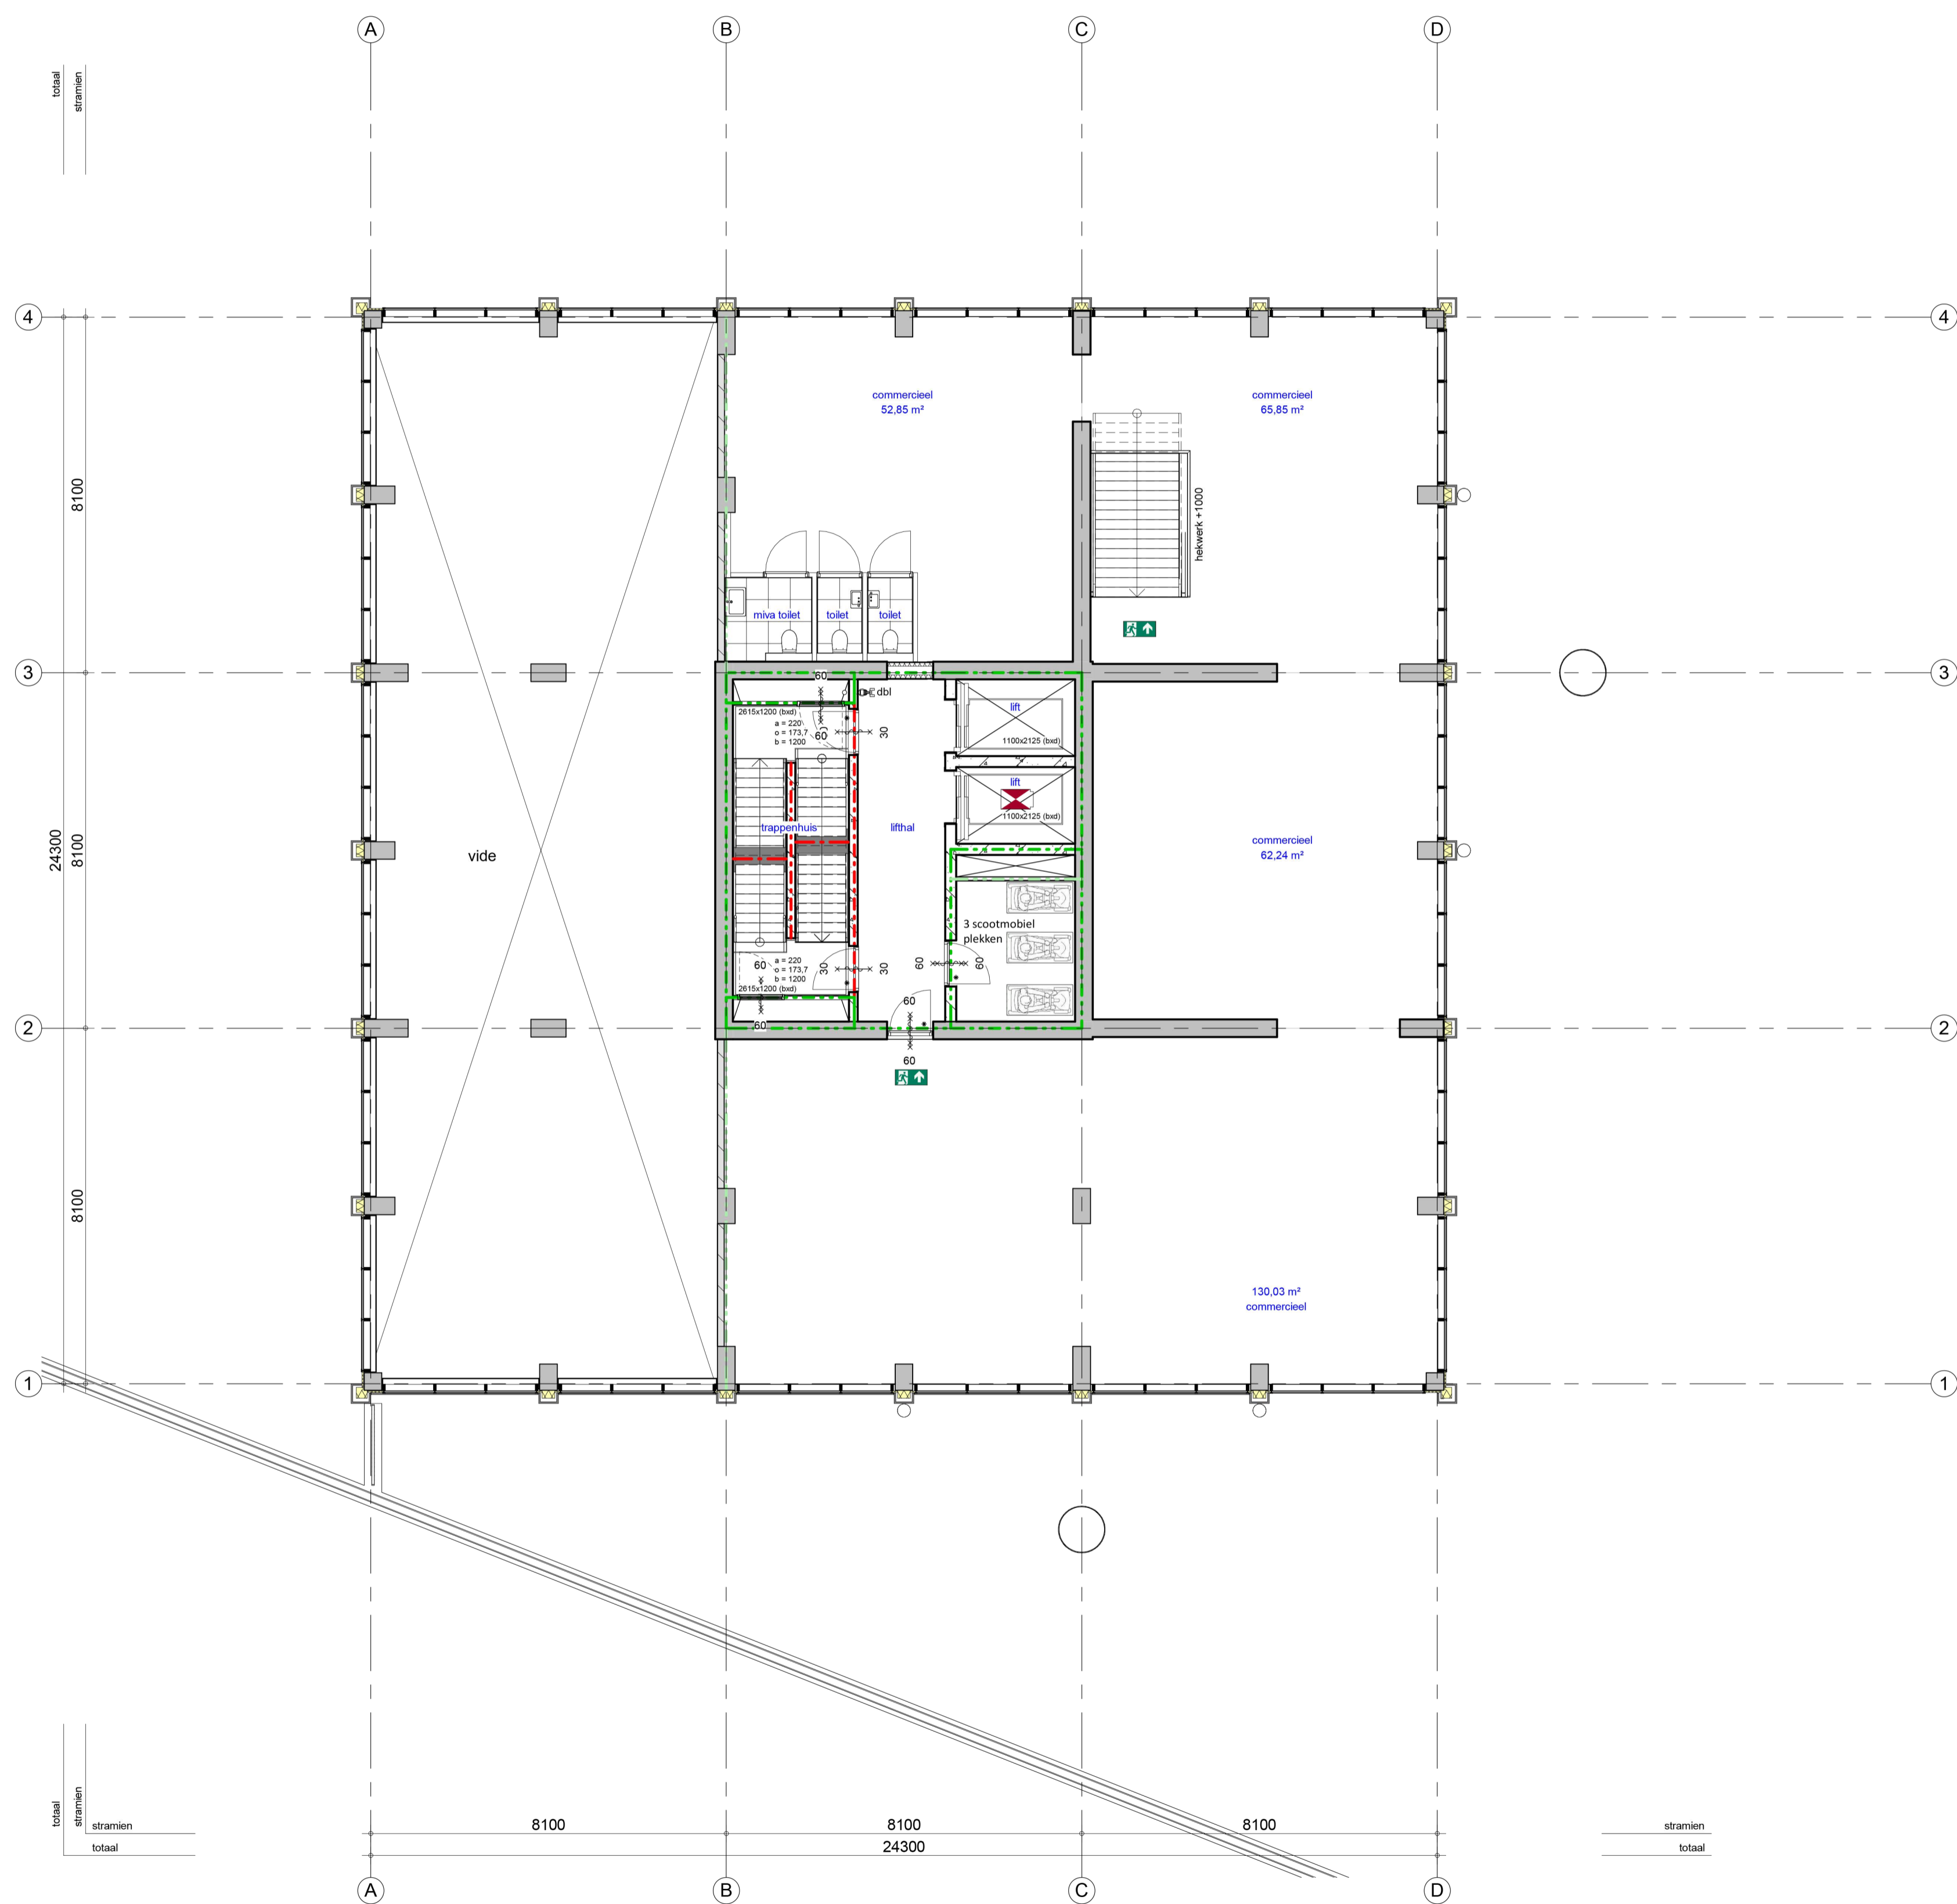 A
B
C
D
totaal
stramien
4
4
commercieel
52,85 m²
commercieel
65,85 m²
8100
hekwerk +1000
miva toilet
toilet
toilet
3
3
60
dbl
2615x1200 (bxd)
a = 220
o = 173,7
b = 1200
60
30
lift
1100x2125 (bxd)
lift
1100x2125 (bxd)
trappenhuis
lifthal
24300
8100
vide
commercieel
62,24 m²
3 scootmobiel
plekken
60
a = 220
o = 173,7
b = 1200
2615x1200 (bxd)
30
30
60
60
60
60
60
2
2
8100
130,03 m²
commercieel
1
1
totaal
stramien
stramien
totaal
8100
8100
8100
24300
stramien
totaal
A
B
C
D